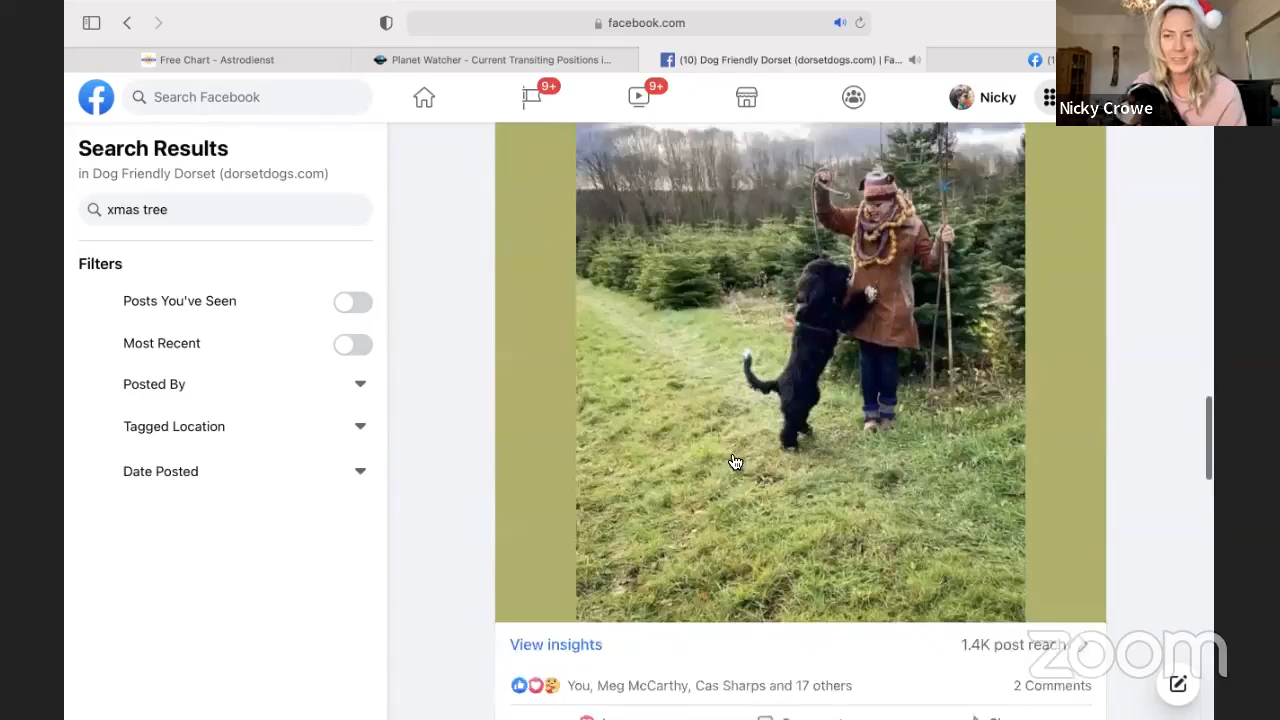 facebook.com
Free Chart - Astrodienst
Planet Watcher - Current Transiting Positions i...
(10) Dog Friendly Dorset (dorsetdogs.com) | Fa...
Search Facebook
9+
9+
Nicky
Nicky Crowe
Search Results
in Dog Friendly Dorset (dorsetdogs.com)
xmas tree
Filters
Posts You've Seen
Most Recent
Posted By
Tagged Location
Date Posted
View insights
1.4K post reach
zoom
You, Meg McCarthy, Cas Sharps and 17 others
2 Comments